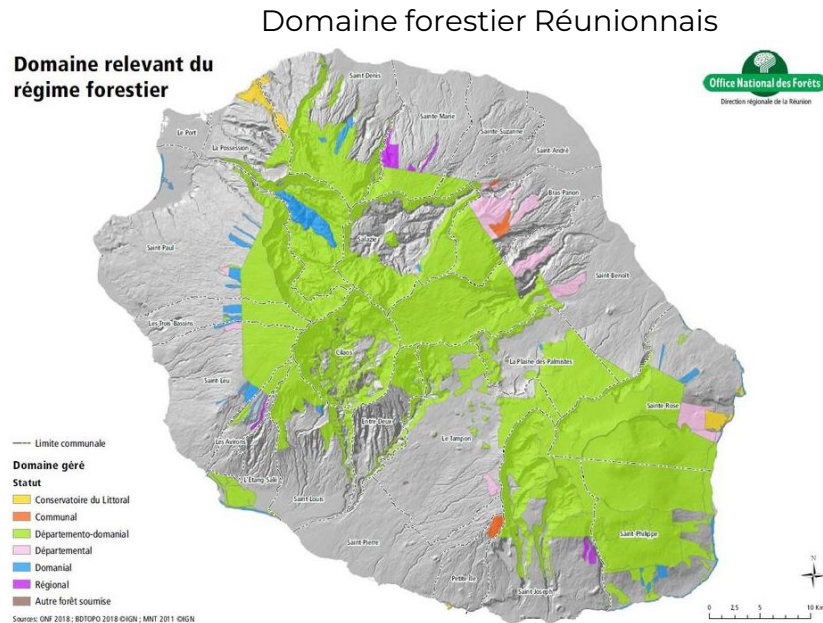 Domaine forestier Réunionnais
Domaine relevant du
régime forestier
Office National des Forêts
Direction régionale de la Réunion
Saint Denis
Sainte Marie
Sainte Suzanne
Saint André
Le Port
La Possession
Bras Panon
Salazie
Saint Paul
Saint Benoît
Les Trois Bassins
Cilaos
La Plaine des Palmistes
Saint Leu
Sainte Rose
Entre Deux
Le Tampon
Les Avirons
L'Etang Salé
Saint Louis
Saint Pierre
Saint Philippe
Petite Ile
Saint Joseph
Limite communale
Domaine géré
Statut
Conservatoire du Littoral
Communal
Départemento-domanial
Départemental
Domanial
Régional
Autre forêt soumise
Sources: ONF 2018 ; BDTOPO 2018 ©IGN ; MNT 2011 ©IGN
N
0 2.5 5 10 Km